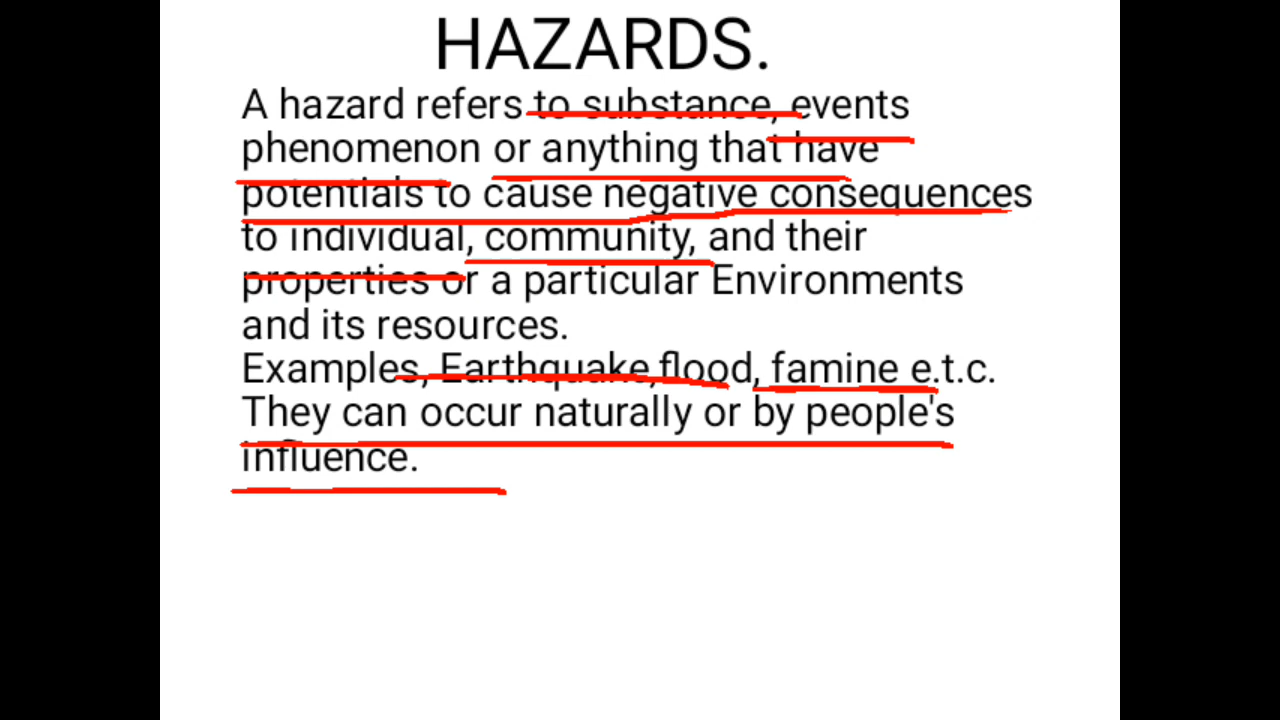 HAZARDS.
A hazard refers to substance, events
phenomenon or anything that have
potentials to cause negative consequences
to individual, community, and their
properties or a particular Environments
and its resources.
Examples, Earthquake,flood, famine e.t.c.
They can occur naturally or by people's
influence.